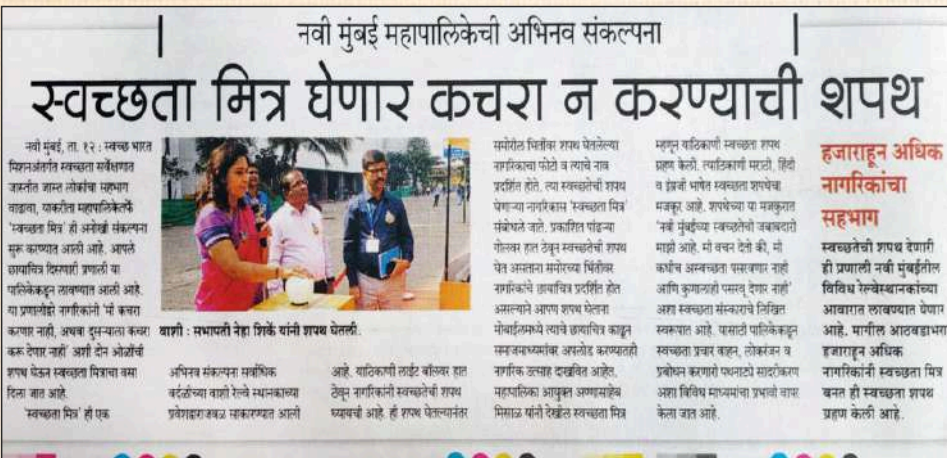 नवी मुंबई महापालिकेची अभिनव संकल्पना
स्वच्छता मित्र घेणार कचरा न करण्याची शपथ
नवी मुंबई, ता. १२ : स्वच्छ भारत
मिशनअंतर्गत स्वच्छता सर्वेक्षणात
जास्तीत जास्त लोकांचा सहभाग
वाढावा, याकरीता महापालिकेतर्फे
'स्वच्छता मित्र' ही अनोखी संकल्पना
सुरू करण्यात आली आहे. आपले
छायाचित्र दिसणारी प्रणाली या
पालिकेकडून लावण्यात आली आहे.
या प्रणालीद्वारे नागरिकांनी 'मी कचरा
करणार नाही, अथवा दुसऱ्याला कचरा
करू देणार नाही' अशी दोन ओळींची
शपथ घेऊन स्वच्छता मित्राचा वसा
दिला जात आहे.
'स्वच्छता मित्र' ही एक
वाशी : सभापती नेहा शिर्के यांनी शपथ घेतली.
अभिनव संकल्पना सर्वाधिक
वर्दळीच्या वाशी रेल्वे स्थानकाच्या
प्रवेशद्वाराजवळ साकारण्यात आली
आहे. याठिकाणी लाईट बॉलवर हात
ठेवून नागरिकांनी स्वच्छतेची शपथ
घ्यावची आहे. ही शपथ घेतल्यानंतर
समोरील भिंतीवर शपथ घेतलेल्या
नागरिकाचा फोटो व त्याचे नाव
प्रदर्शित होते. त्या स्वच्छतेची शपथ
घेणाऱ्या नागरिकास 'स्वच्छता मित्र'
संबोधले जाते. प्रकाशित पांढऱ्या
गोलवर हात ठेवून स्वच्छतेची शपथ
घेत असताना समोरच्या भिंतीवर
नागरिकांचे छायाचित्र प्रदर्शित होत
असल्याने आपण शपथ घेताना
मोबाईलमध्ये त्याचे छायाचित्र काढून
समाजमाध्यमांवर अपलोड करण्यातही
नागरिक उत्साह दाखवित आहेत.
महापालिका आयुक्त अण्णासाहेब
मिसाळ यांनी देखील स्वच्छता मित्र
म्हणून याठिकाणी स्वच्छता शपथ
ग्रहण केली. त्याठिकाणी मराठी, हिंदी
व इंग्रजी भाषेत स्वच्छता शपथेचा
मजकूर आहे. शपथेच्या या मजकुरात
'नवी मुंबईच्या स्वच्छतेची जबाबदारी
माझी आहे. मी वचन देतो की, मी
कधीच अस्वच्छता पसरवणार नाही
आणि कुणालाही पसरवू देणार नाही'
अशा स्वच्छता संस्काराचे लिखित
स्वरूपात आहे. यासाठी पालिकेकडून
स्वच्छता प्रचार वाहन, लोकरंजन व
प्रबोधन करणारी पथनाट्ये सादरीकरण
अशा विविध माध्यमांचा प्रभावी वापर
केला जात आहे.
हजाराहून अधिक
नागरिकांचा
सहभाग
स्वच्छतेची शपथ देणारी
ही प्रणाली नवी मुंबईतील
विविध रेल्वेस्थानकांच्या
आवारात लावण्यात येणार
आहे. मागील आठवड्याभरात
हजाराहून अधिक
नागरिकांनी स्वच्छता मित्र
बनत ही स्वच्छता शपथ
ग्रहण केली आहे.